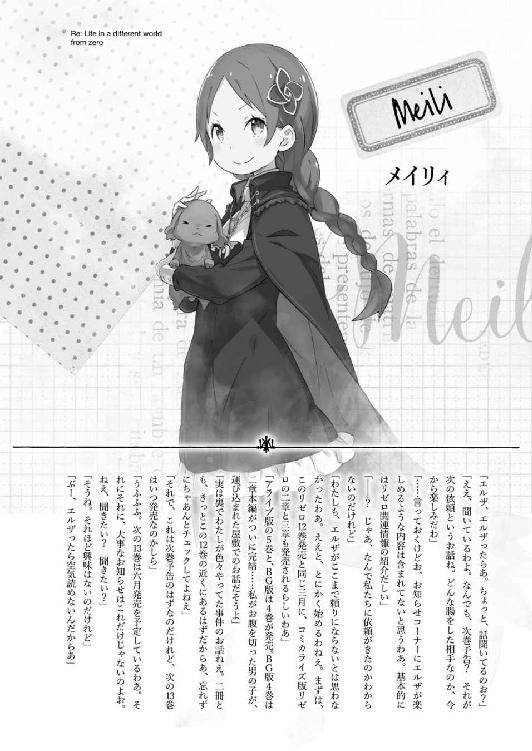 Re: Life in a different world
from zero
Meili
メイリィ
Meili
「エルザ、エルザったらあ。ちょっと、話聞いてるのお？」
「ええ、聞いているわよ。なんでも、次巻予告？ それが
次の依頼というお話ね。どんな腸をした相手なのか、今
から楽しみだわ」
「……言っておくけどお、お知らせコーナーにエルザが楽
しめるような内容は含まれてないと思うわあ。基本的に
はリゼロ関連情報の紹介だしい」
「――？ じゃあ、なんで私たちに依頼がきたのかわから
ないのだけれど」
「わたしも、エルザがここまで頼りにならないとは思わな
かったわあ。ええと、とにかく始めるわねえ。まずは、
このリゼロ12巻発売と同じ三月に、コミカライズ版リゼ
ロの二章と三章も発売されるらしいわあ」
「アライブ版の５巻と、ＢＧ版は４巻が発売。ＢＧ版４巻は
二章本編がついに完結……私がお腹を切った男の子が、
運び込まれた屋敷でのお話だそうよ」
「実は裏でわたしが色々やってた事件のお話ねえ。二冊と
も、きっとこの12巻の近くにあるはずだからあ、忘れず
にちゃあんとチェックしてよねえ」
「それで、これは次巻予告のはずなのだけれど、次の13巻
はいつ発売なのかしら」
「うふふう。次の13巻は六月発売を予定しているわあ。そ
れにそれに、大事なお知らせはこれだけじゃないのよお。
ねえ、聞きたい？ 聞きたい？」
「そうね。それほど興味はないのだけれど」
「ぶー、エルザったら空気読めないんだからあ」